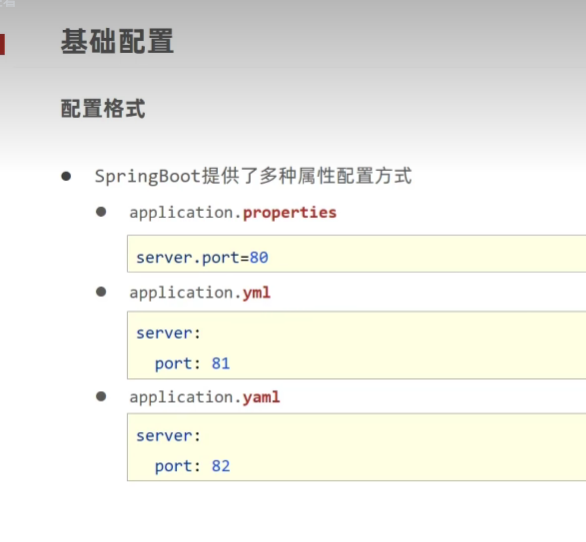 基础配置
配置格式
SpringBoot提供了多种属性配置方式
application.properties
server.port=80
application.yml
server:
  port: 81
application.yaml
server:
  port: 82